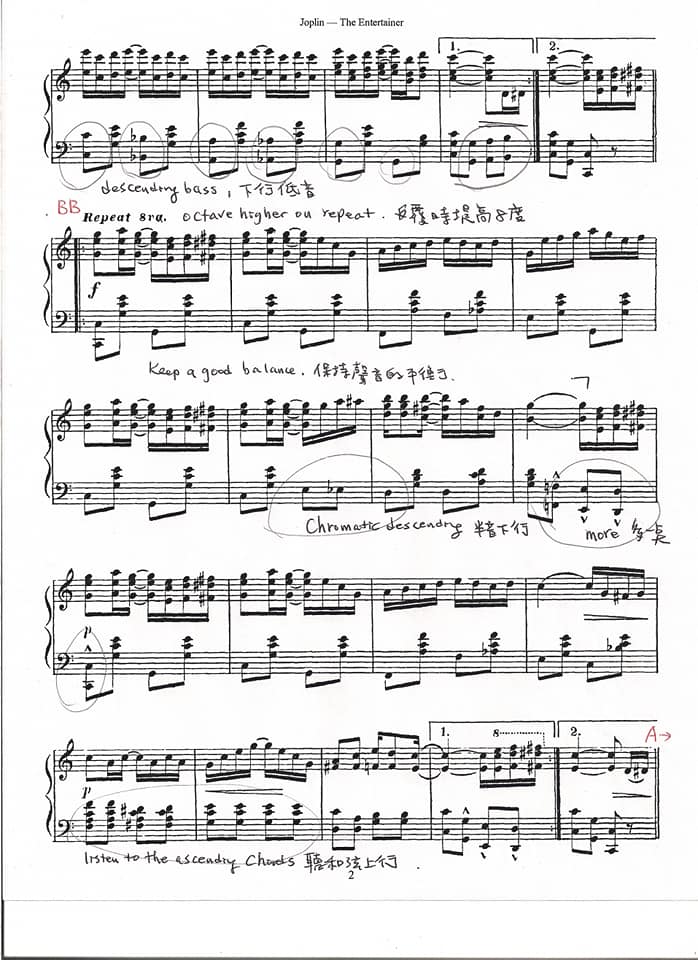 Joplin — The Entertainer
1. 2.
descending bass , 下行低音
BB Repeat 8va. octave higher on repeat. 反覆時提高8度
f
Keep a good balance. 保持聲音的平衡
Chromatic descending 半音下行
more 多一點
p
1. 8 2. A→
p
listen to the ascending chords 聽和弦上行 .
2